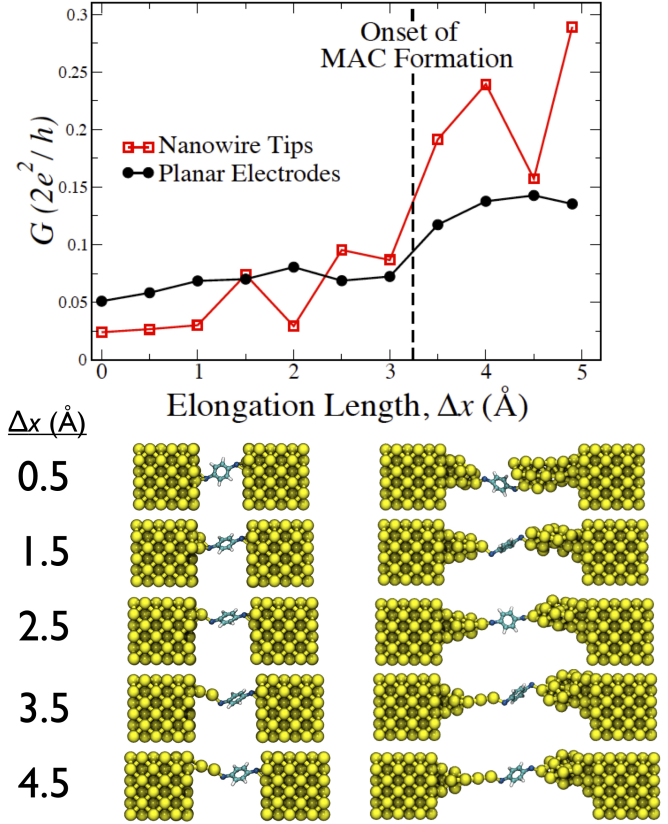 0.3
0.25
0.2
0.15
0.1
0.05
0
G (2e²/h)
Onset of
MAC Formation
Nanowire Tips
Planar Electrodes
0 1 2 3 4 5
Elongation Length, Δx (Å)
Δx (Å)
0.5
1.5
2.5
3.5
4.5